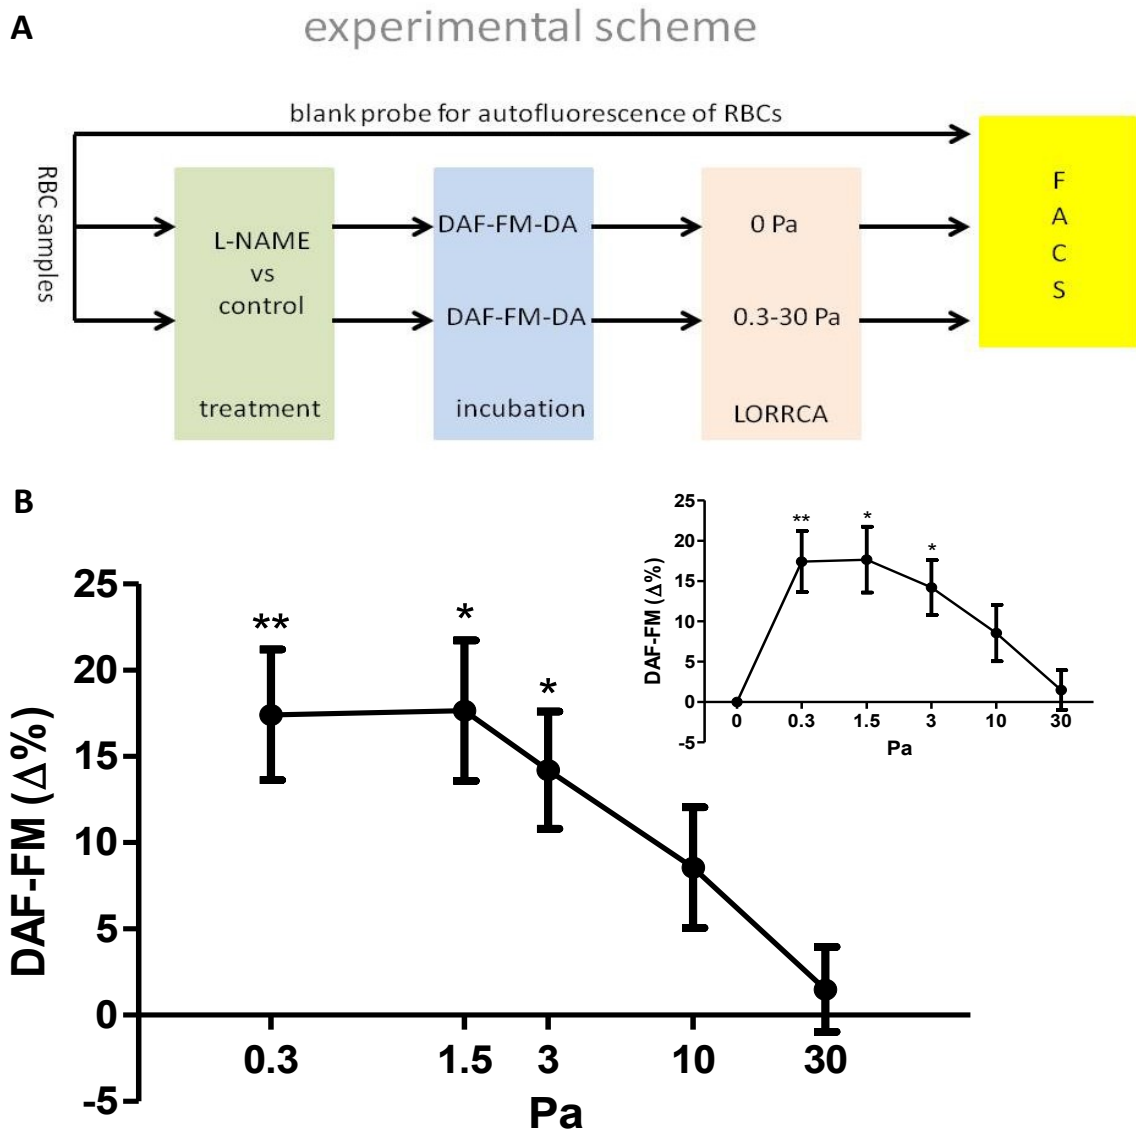 A
experimental scheme
blank probe for autofluorescence of RBCs
RBC ssamples
L-NAME
vs
control
treatment
DAF-FM-DA
DAF-FM-DA
incubation
0 Pa
0.3-30 Pa
LORRCA
F
A
C
S
B
25
20
15
10
5
0
-5
DAF-FM (Δ%)
** * *
0.3 1.5 3 10 30
Pa
25
20
15
10
5
0
-5
DAF-FM (Δ%)
** * *
0 0.3 1.5 3 10 30
Pa